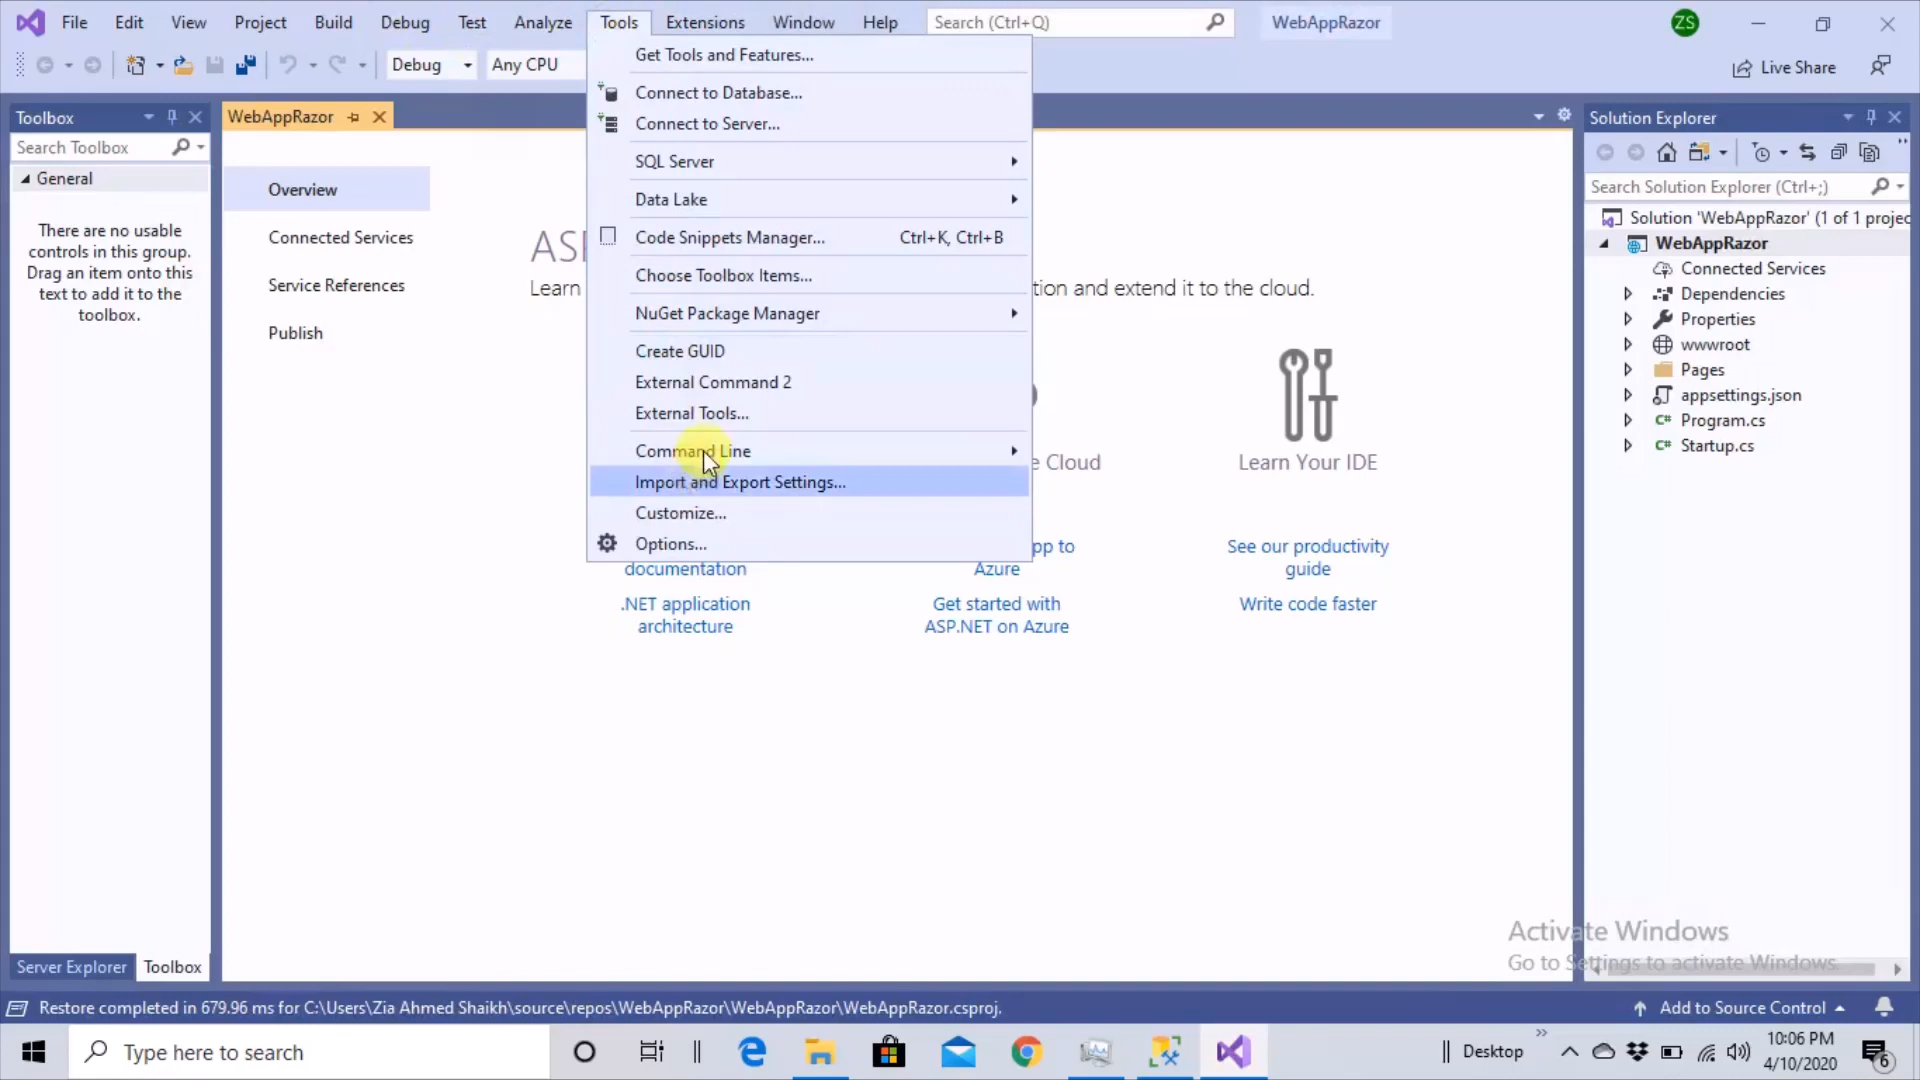 File Edit View Project Build Debug Test Analyze Tools Extensions Window Help Search (Ctrl+Q) WebAppRazor ZS
Debug Any CPU Live Share
Toolbox
Search Toolbox
General
There are no usable
controls in this group.
Drag an item onto this
text to add it to the
toolbox.
Server Explorer Toolbox
WebAppRazor
Overview
Connected Services
Service References
Publish
Get Tools and Features...
Connect to Database...
Connect to Server...
SQL Server
Data Lake
Code Snippets Manager... Ctrl+K, Ctrl+B
Choose Toolbox Items...
NuGet Package Manager
Create GUID
External Command 2
External Tools...
Command Line
Import and Export Settings...
Customize...
Options...
Learn tion and extend it to the cloud.
e Cloud
Learn Your IDE
documentation
.NET application
architecture
pp to
Azure
Get started with
ASP.NET on Azure
See our productivity
guide
Write code faster
Solution Explorer
Search Solution Explorer (Ctrl+;)
Solution 'WebAppRazor' (1 of 1 projec
WebAppRazor
Connected Services
Dependencies
Properties
wwwroot
Pages
appsettings.json
C# Program.cs
C# Startup.cs
Activate Windows
Go to Settings to activate Windows.
Restore completed in 679.96 ms for C:\Users\Zia Ahmed Shaikh\source\repos\WebAppRazor\WebAppRazor\WebAppRazor.csproj.
Add to Source Control
Type here to search
Desktop
10:06 PM
4/10/2020
6